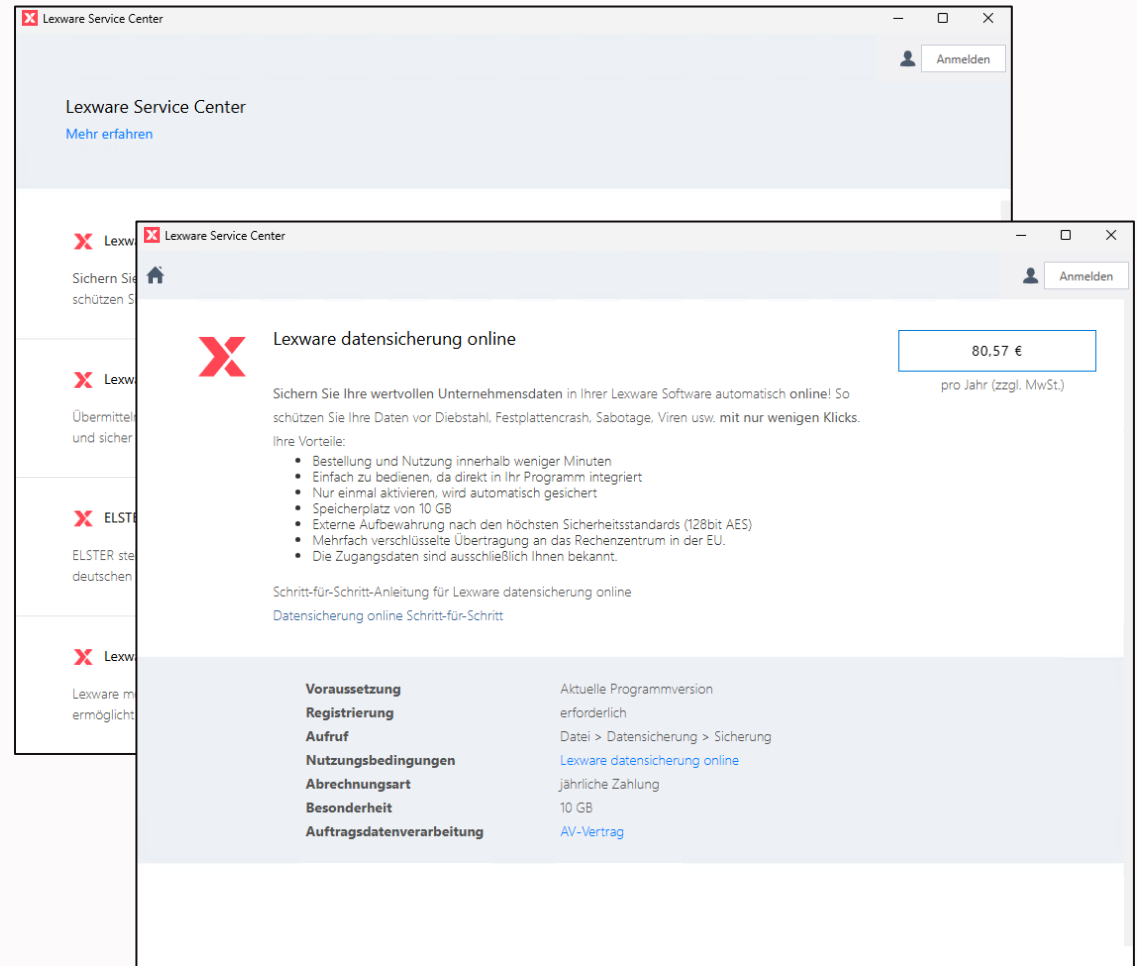 Lexware Service Center
Anmelden
Lexware Service Center
Mehr erfahren
Sichern
schützen
Übermitteln
und sicher
ELSTER
deutschen
Lexware
ermöglicht
Lexware Service Center
Anmelden
Lexware datensicherung online
80,57 €
pro Jahr (zzgl. MwSt.)
Sichern Sie Ihre wertvollen Unternehmensdaten in Ihrer Lexware Software automatisch online! So
schützen Sie Ihre Daten vor Diebstahl, Festplattencrash, Sabotage, Viren usw. mit nur wenigen Klicks.
Ihre Vorteile:
Bestellung und Nutzung innerhalb weniger Minuten
Einfach zu bedienen, da direkt in Ihr Programm integriert
Nur einmal aktivieren, wird automatisch gesichert
Speicherplatz von 10 GB
Externe Aufbewahrung nach den höchsten Sicherheitsstandards (128bit AES)
Mehrfach verschlüsselte Übertragung an das Rechenzentrum in der EU.
Die Zugangsdaten sind ausschließlich Ihnen bekannt.
Schritt-für-Schritt-Anleitung für Lexware datensicherung online
Datensicherung online Schritt-für-Schritt
Voraussetzung Aktuelle Programmversion
Registrierung erforderlich
Aufruf Datei > Datensicherung > Sicherung
Nutzungsbedingungen Lexware datensicherung online
Abrechnungsart jährliche Zahlung
Besonderheit 10 GB
Auftragsdatenverarbeitung AV-Vertrag